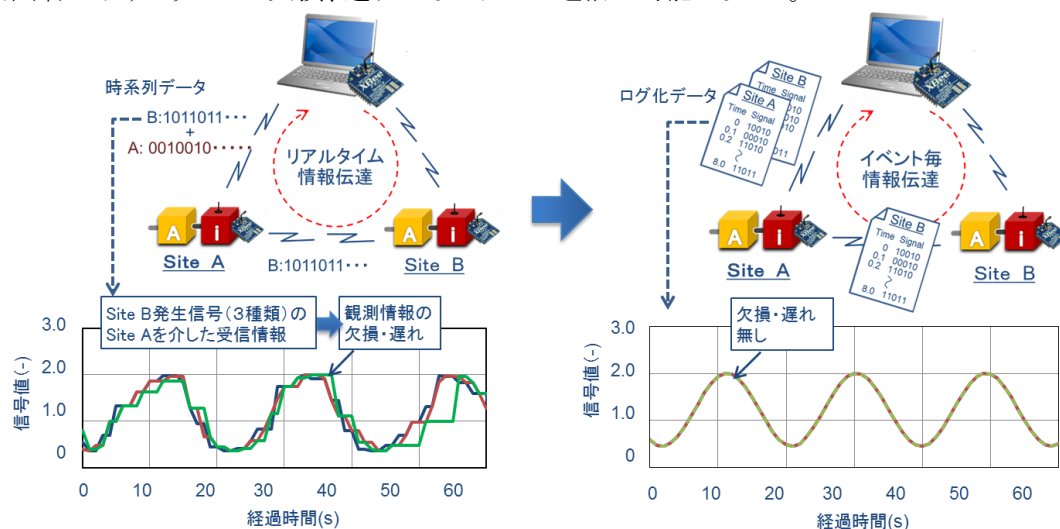 時系列データ
B:1011011・・・
+
A: 0010010・・・・・
リアルタイム
情報伝達
XBee
A
i
A
i
Site A
Site B
B:1011011・・・
Site B発生信号(3種類)の
Site Aを介した受信情報
観測情報の
欠損・遅れ
信号値(-)
3.0
2.0
1.0
0
0 10 20 30 40 50 60
経過時間(s)
ログ化データ
Site B
Time Signal
Site A
Time Signal
0 10010
0.1 00010
0.2 11010
8.0 11011
イベント毎
情報伝達
Site B
Time Signal
0 10010
0.1 00010
0.2 11010
8.0 11011
A
i
A
i
Site A
Site B
欠損・遅れ
無し
信号値(-)
3.0
2.0
1.0
0
0 10 20 30 40 50 60
経過時間(s)